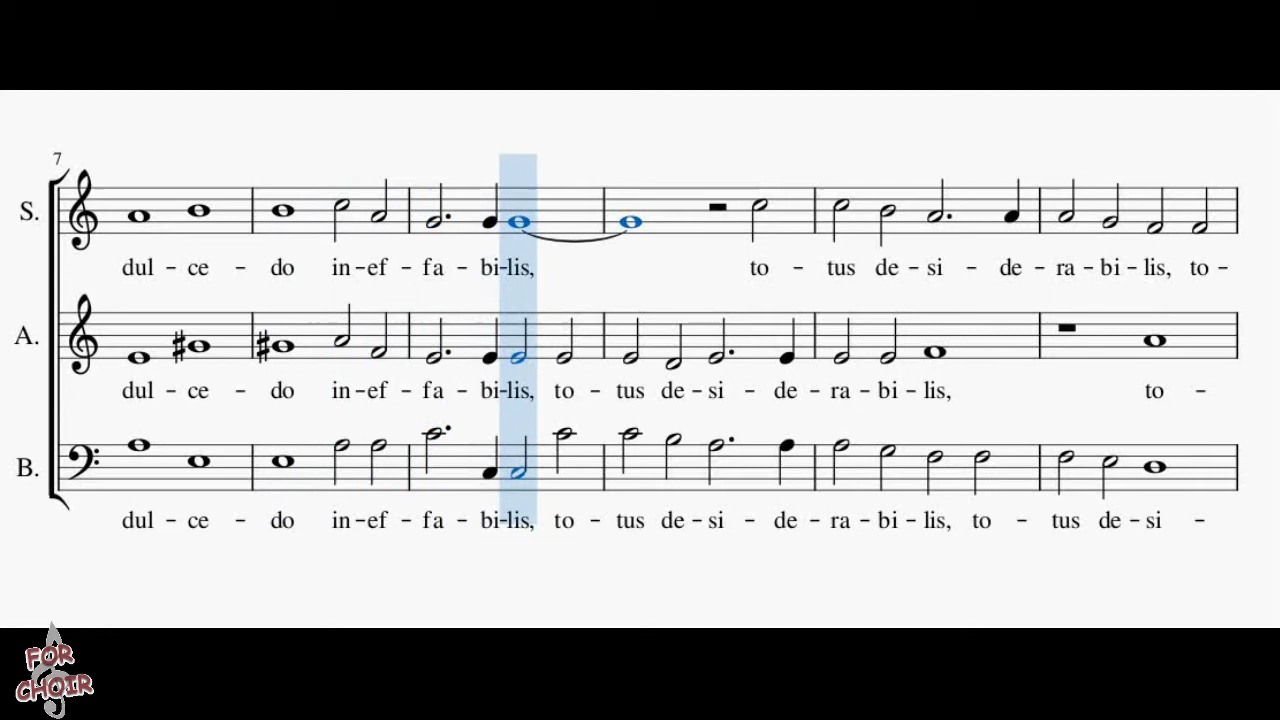 7
S.
dul - ce - do in - ef - fa - bi - lis, to - tus de - si - de - ra - bi - lis, to -
A.
dul - ce - do in - ef - fa - bi - lis, to - tus de - si - de - ra - bi - lis, to -
B.
dul - ce - do in - ef - fa - bi - lis, to - tus de - si - de - ra - bi - lis, to - tus de - si -
FOR
CHOIR